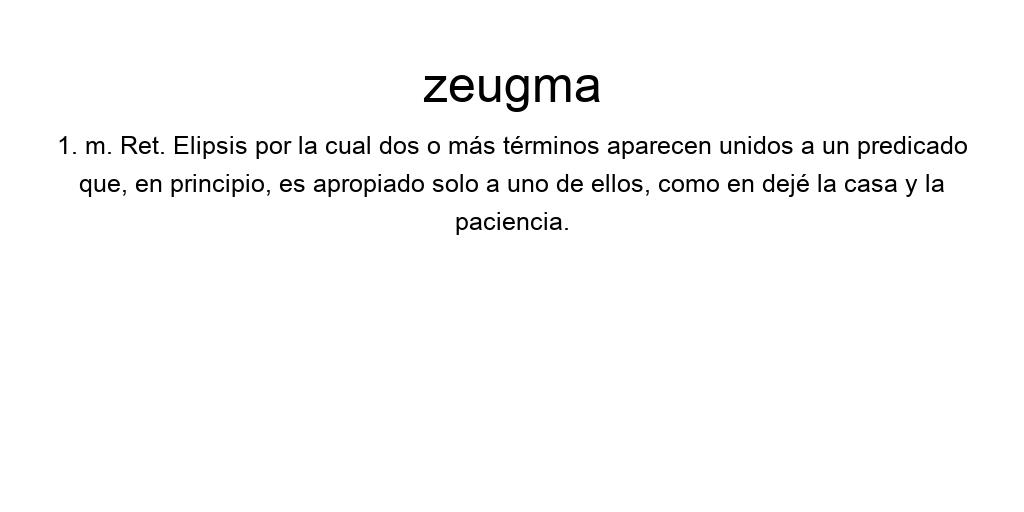 zeugma
1. m. Ret. Elipsis por la cual dos o más términos aparecen unidos a un predicado
que, en principio, es apropiado solo a uno de ellos, como en dejé la casa y la
paciencia.